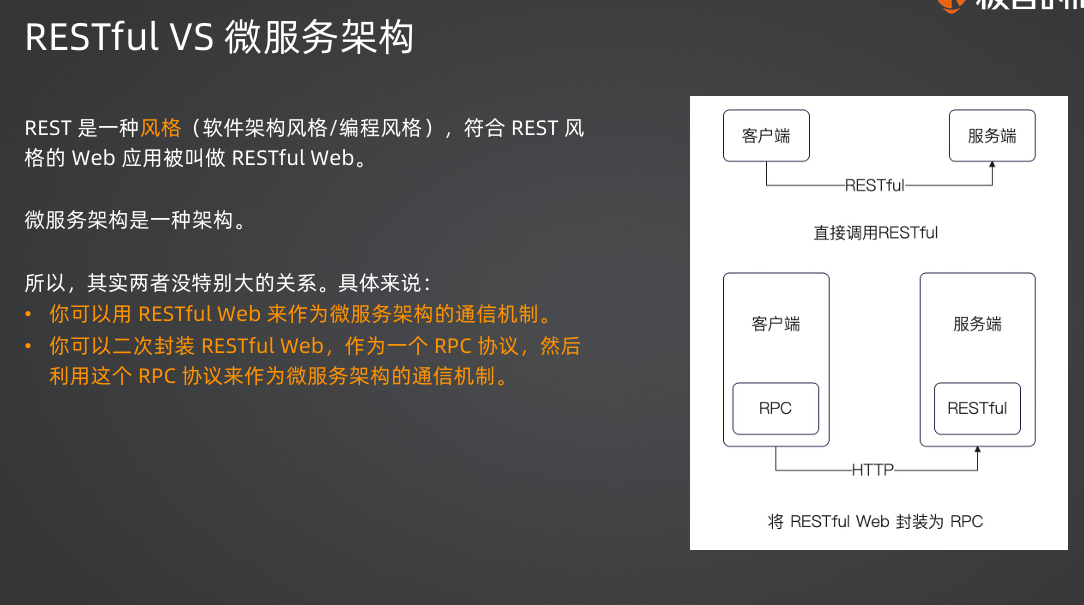 RESTful VS 微服务架构
REST 是一种风格（软件架构风格/编程风格），符合 REST 风
格的 Web 应用被叫做 RESTful Web。
微服务架构是一种架构。
所以，其实两者没特别大的关系。具体来说：
• 你可以用 RESTful Web 来作为微服务架构的通信机制。
• 你可以二次封装 RESTful Web，作为一个 RPC 协议，然后
利用这个 RPC 协议来作为微服务架构的通信机制。
客户端
服务端
RESTful
直接调用RESTful
客户端
服务端
RPC
RESTful
HTTP
将 RESTful Web 封装为 RPC